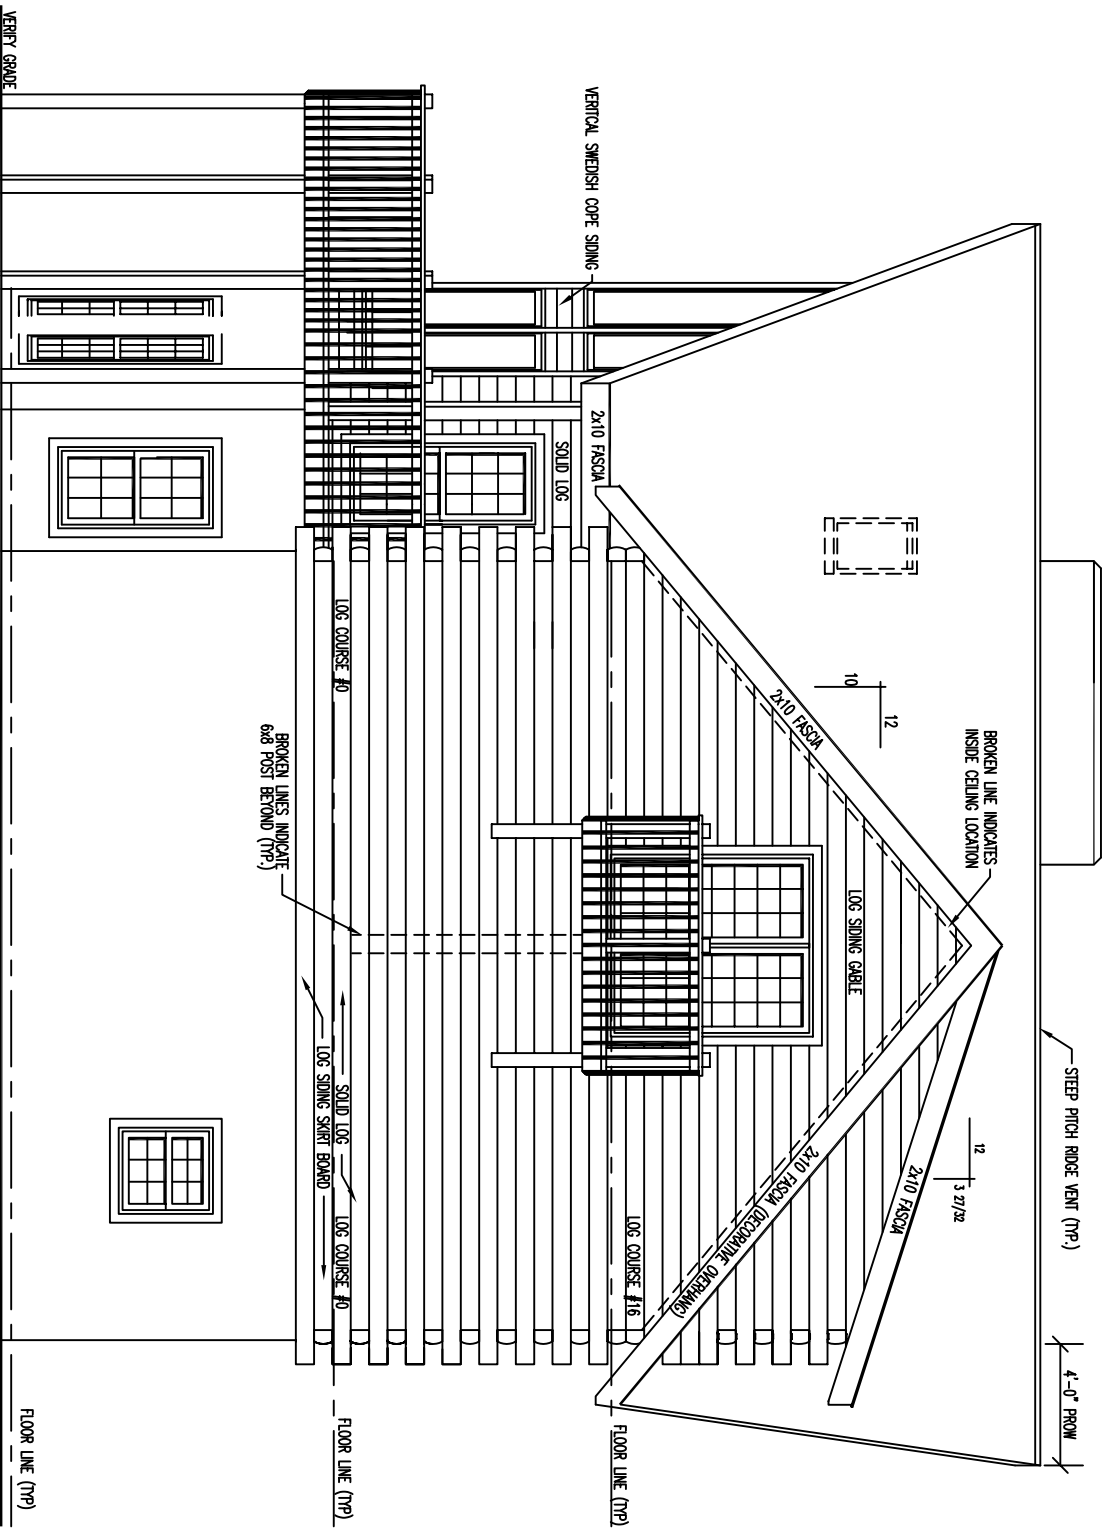 STEEP PITCH RIDGE VENT (TYP.)
4'-0" PROW
BROKEN LINE INDICATES
INSIDE CEILING LOCATION
12
10
12
3 27/32
2x10 FASCIA
2x10 FASCIA
2x10 FASCIA
2x10 FASCIA (DECORATIVE OVERHANG)
LOG SIDING GABLE
VERITCAL SWEDISH COPE SIDING
SOLID LOG
LOG COURSE #16
FLOOR LINE (TYP)
LOG COURSE #0
SOLID LOG
LOG COURSE #0
FLOOR LINE (TYP)
LOG SIDING SKIRT BOARD
BROKEN LINES INDICATE
6x8 POST BEYOND (TYP.)
VERIFY GRADE
FLOOR LINE (TYP)